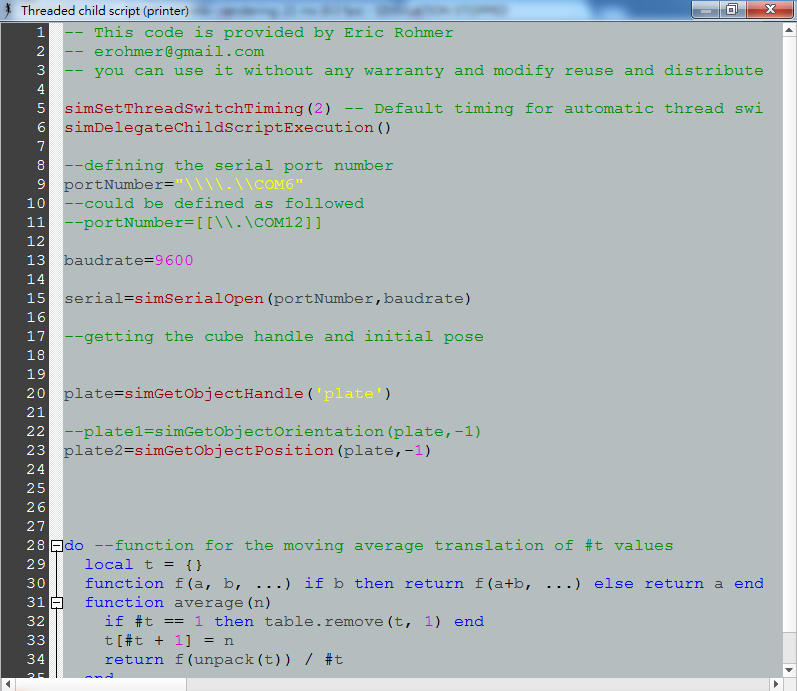 Threaded child script (printer)
1 -- This code is provided by Eric Rohmer
2 -- erohmer@gmail.com
3 -- you can use it without any warranty and modify reuse and distribute
4
5 simSetThreadSwitchTiming(2) -- Default timing for automatic thread swi
6 simDelegateChildScriptExecution()
7
8 --defining the serial port number
9 portNumber="\\\\.\\COM6"
10 --could be defined as followed
11 --portNumber=[[\\.\COM12]]
12
13 baudrate=9600
14
15 serial=simSerialOpen(portNumber,baudrate)
16
17 --getting the cube handle and initial pose
18
19
20 plate=simGetObjectHandle('plate')
21
22 --plate1=simGetObjectOrientation(plate,-1)
23 plate2=simGetObjectPosition(plate,-1)
24
25
26
27
28 do --function for the moving average translation of #t values
29 local t = {}
30 function f(a, b, ...) if b then return f(a+b, ...) else return a end
31 function average(n)
32 if #t == 1 then table.remove(t, 1) end
33 t[#t + 1] = n
34 return f(unpack(t)) / #t
35 end